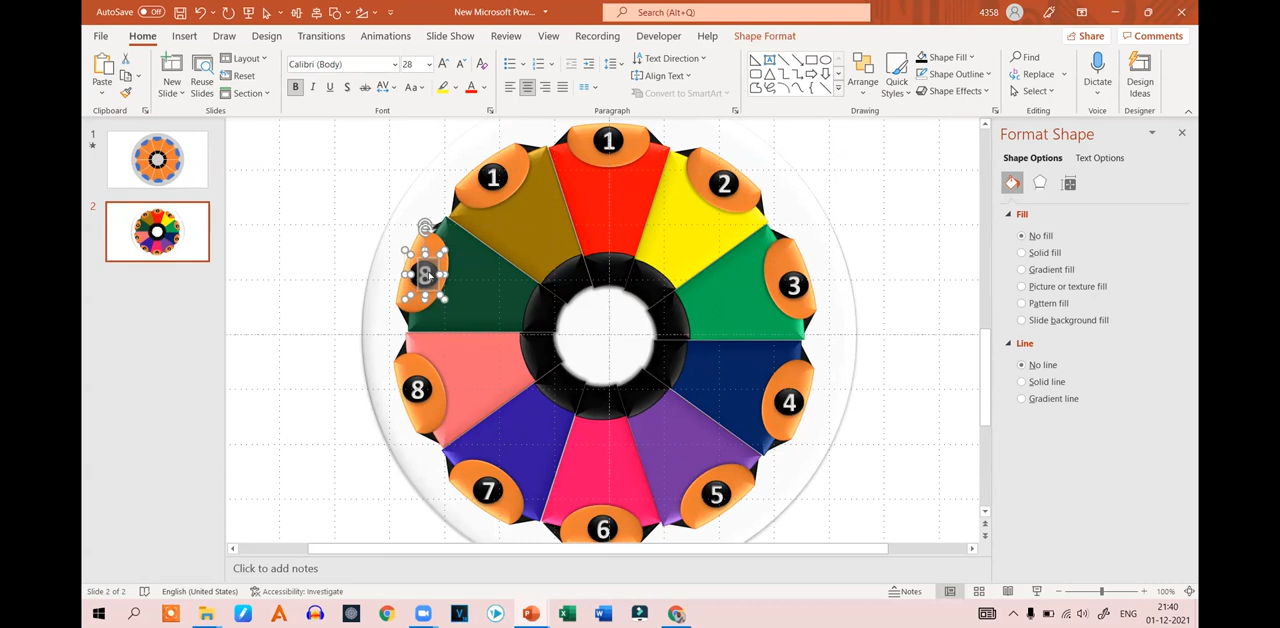 AutoSave Off
New Microsoft Pow...
Search (Alt+Q)
4358
File Home Insert Draw Design Transitions Animations Slide Show Review View Recording Developer Help Shape Format
Share Comments
Paste
Clipboard
New Slide
Reuse Slides
Layout
Reset
Section
Slides
Calibri (Body) 28
B I U S ab AV Aa A
Font
Text Direction
Align Text
Convert to SmartArt
Paragraph
Arrange
Quick Styles
Shape Fill
Shape Outline
Shape Effects
Drawing
Find
Replace
Select
Editing
Dictate
Voice
Design Ideas
Designer
1
2
1
1
2
8
3
8
4
7
5
6
Format Shape
Shape Options Text Options
Fill
No fill
Solid fill
Gradient fill
Picture or texture fill
Pattern fill
Slide background fill
Line
No line
Solid line
Gradient line
Click to add notes
Slide 2 of 2 English (United States) Accessibility: Investigate
Notes
100%
ENG
21:40
01-12-2021